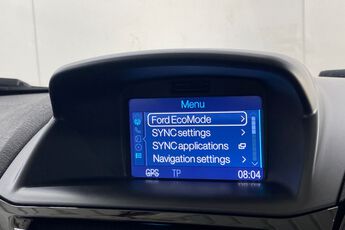 Menu
Ford EcoMode
SYNC settings
SYNC applications
Navigation settings
GPS TP 08:04